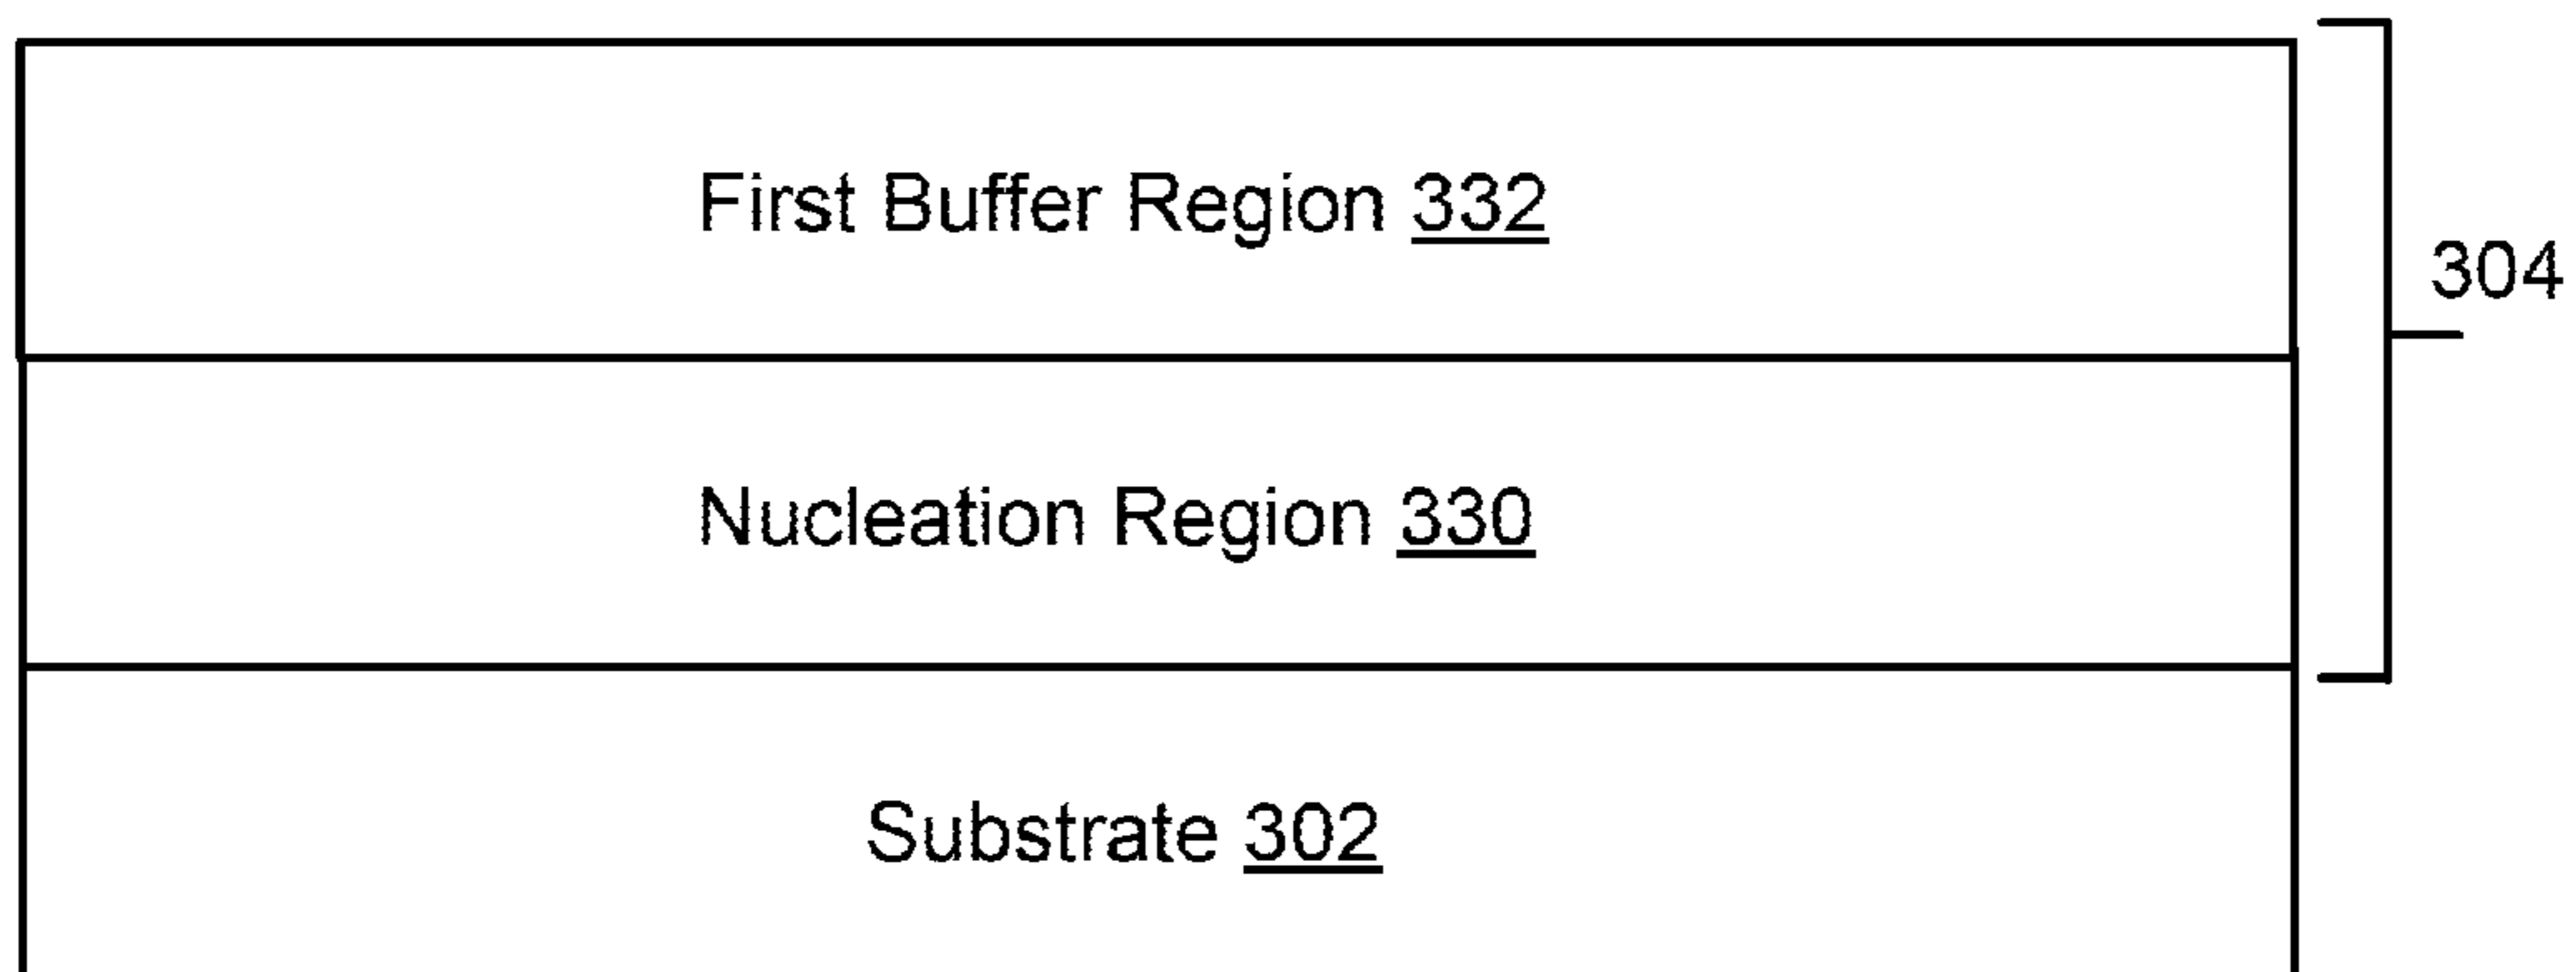 First Buffer Region 332
304
Nucleation Region 330
Substrate 302